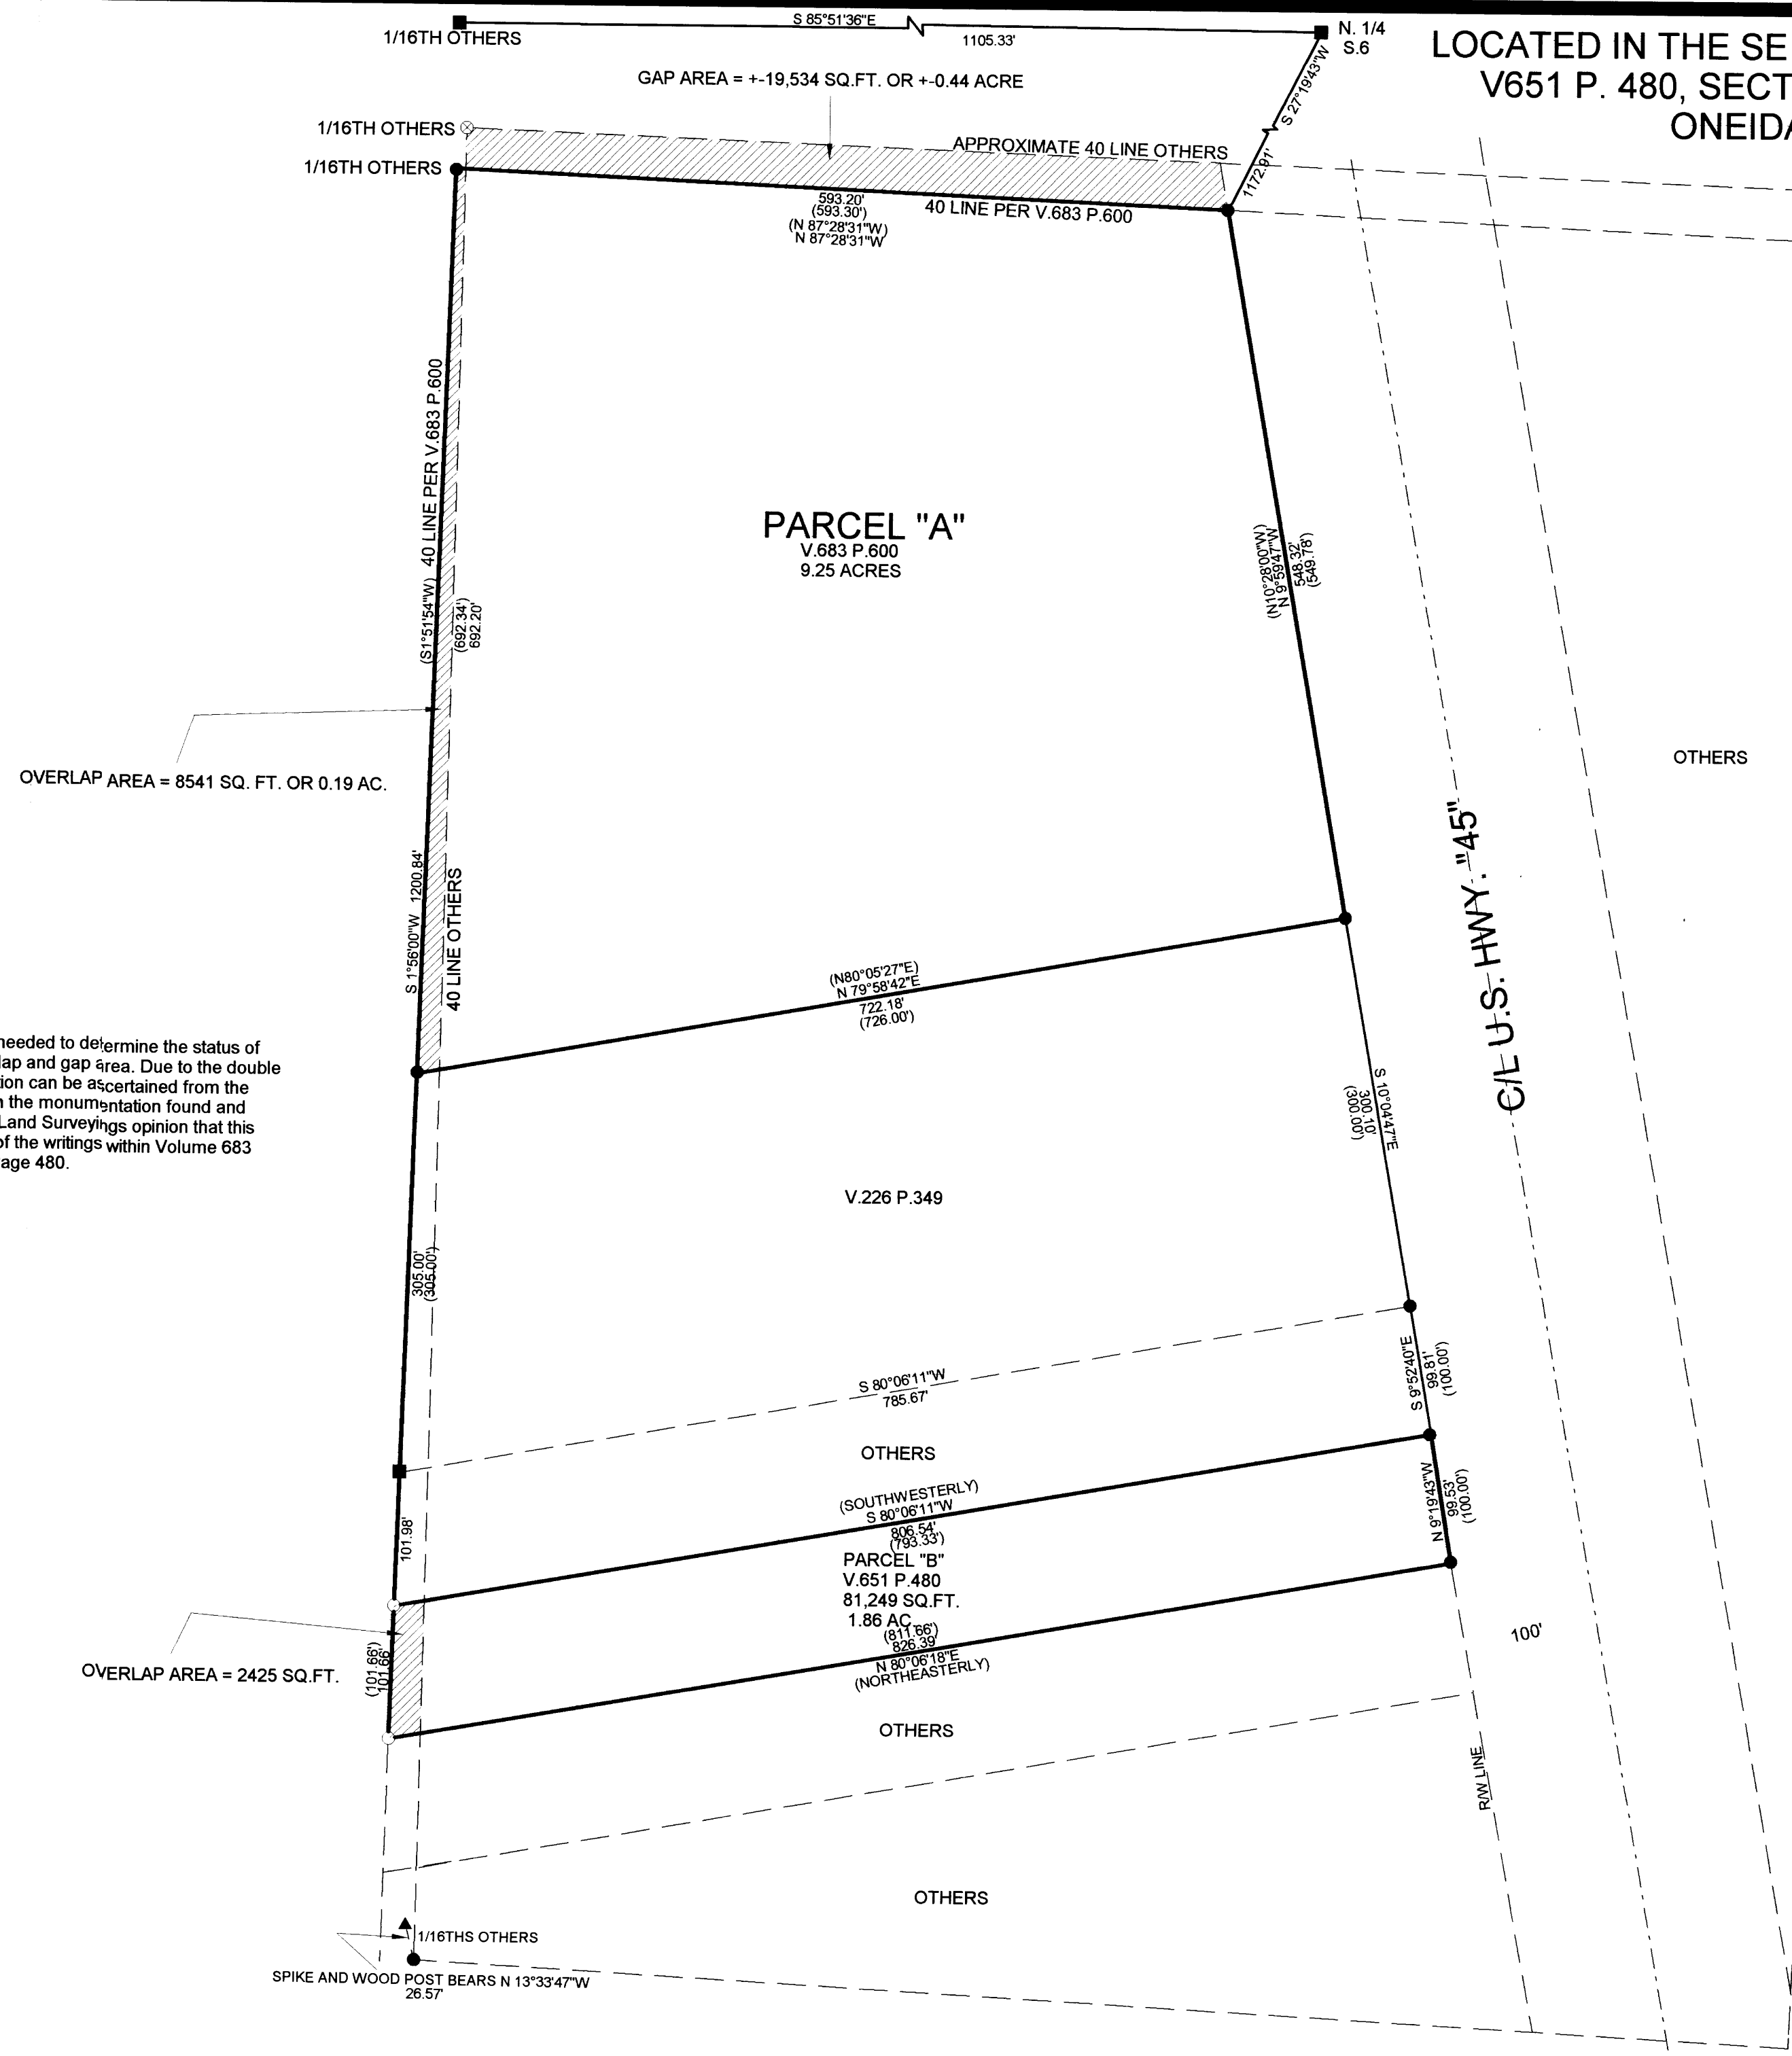 S 85°51'36"E
1105.33'
1/16TH OTHERS
N. 1/4
S.6
LOCATED IN THE SE
V651 P. 480, SECT
ONEIDA
S 27°19'43"W
1172.91'
GAP AREA = +-19,534 SQ.FT. OR +-0.44 ACRE
1/16TH OTHERS
APPROXIMATE 40 LINE OTHERS
1/16TH OTHERS
593.20'
(593.30')
(N 87°28'31"W)
N 87°28'31"W
40 LINE PER V.683 P.600
(S1°51'54"W) 40 LINE PER V.683 P.600
(692.34')
692.20'
PARCEL "A"
V.683 P.600
9.25 ACRES
(N10°28'00"W)
N 9°59'47"W
548.32'
(549.78')
OTHERS
OVERLAP AREA = 8541 SQ. FT. OR 0.19 AC.
S 1°56'00"W 1200.84'
40 LINE OTHERS
C/L U.S. HWY. "45"
(N80°05'27"E)
N 79°58'42"E
722.18'
(726.00')
needed to determine the status of
lap and gap area. Due to the double
ion can be ascertained from the
n the monumentation found and
Land Surveyings opinion that this
of the writings within Volume 683
age 480.
S 10°04'47"E
300.10'
(300.00')
V.226 P.349
305.00'
(305.00')
S 80°06'11"W
785.67'
S 9°52'40"E
99.81'
(100.00')
OTHERS
(SOUTHWESTERLY)
S 80°06'11"W
806.54'
(793.33')
N 9°19'43"W
99.53'
(100.00')
101.98'
PARCEL "B"
V.651 P.480
81,249 SQ.FT.
1.86 AC.
(811.66')
826.39'
N 80°06'18"E
(NORTHEASTERLY)
100'
OVERLAP AREA = 2425 SQ.FT.
(101.66')
101.66'
OTHERS
R/W LINE
OTHERS
1/16THS OTHERS
SPIKE AND WOOD POST BEARS N 13°33'47"W
26.57'